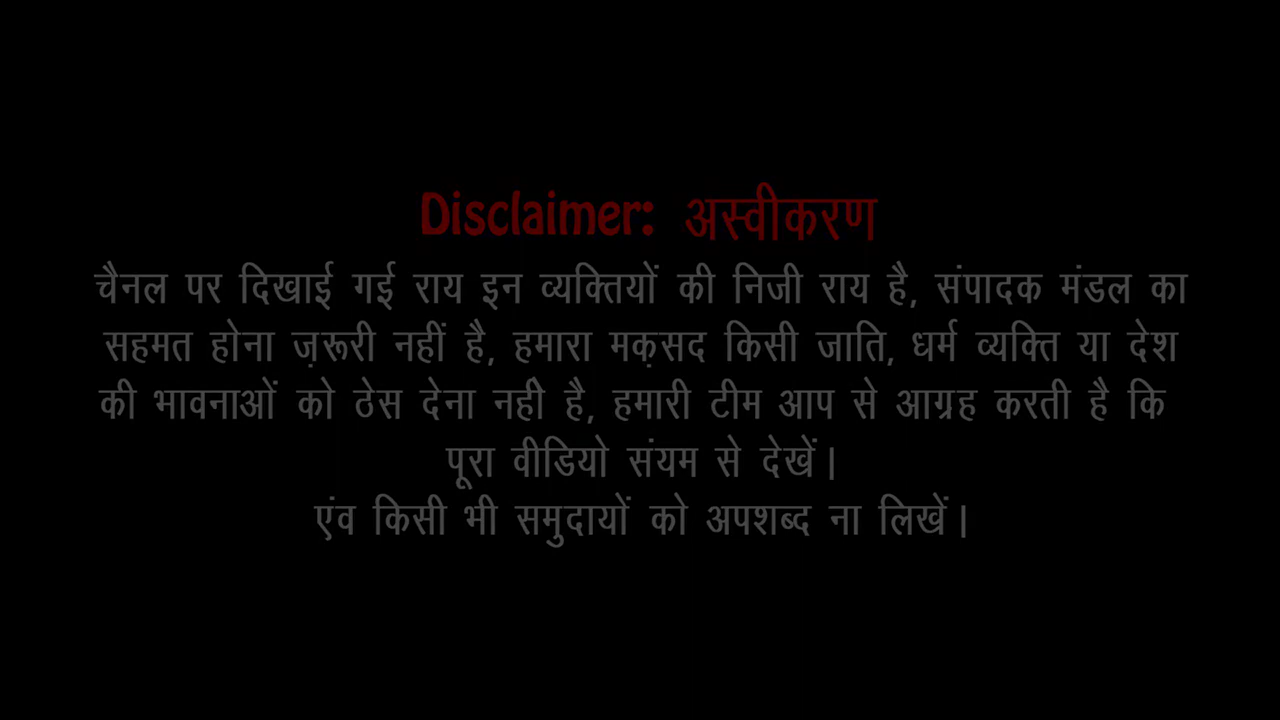 Disclaimer: अस्वीकरण
चैनल पर दिखाई गई राय इन व्यक्तियों की निजी राय है, संपादक मंडल का
सहमत होना ज़रूरी नहीं है, हमारा मक़सद किसी जाति, धर्म व्यक्ति या देश
की भावनाओं को ठेस देना नही है, हमारी टीम आप से आग्रह करती है कि
पूरा वीडियो संयम से देखें।
एंव किसी भी समुदायों को अपशब्द ना लिखें।